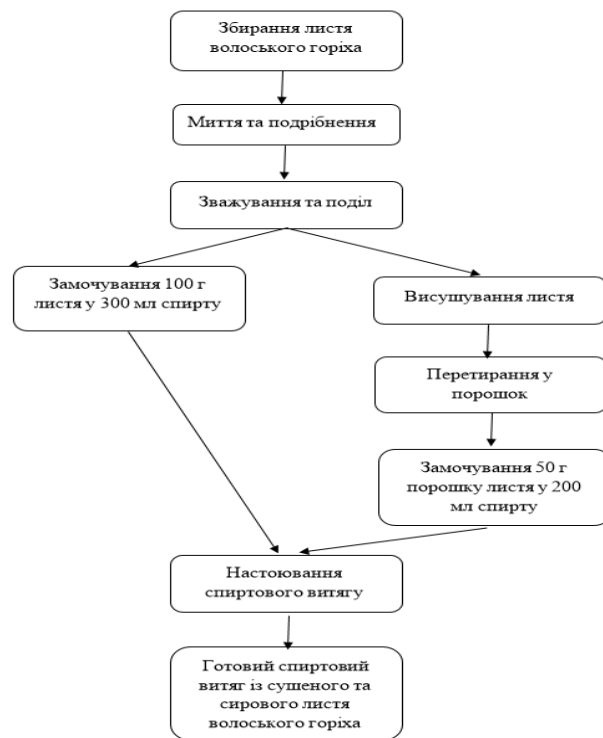 Збирання листя
волоського горіха
Миття та подрібнення
Зважування та поділ
Замочування 100 г
листя у 300 мл спирту
Висушування листя
Перетирання у
порошок
Замочування 50 г
порошку листя у 200
мл спирту
Настоювання
спиртового витягу
Готовий спиртовий
витяг із сушеного та
сирового листя
волоського горіха